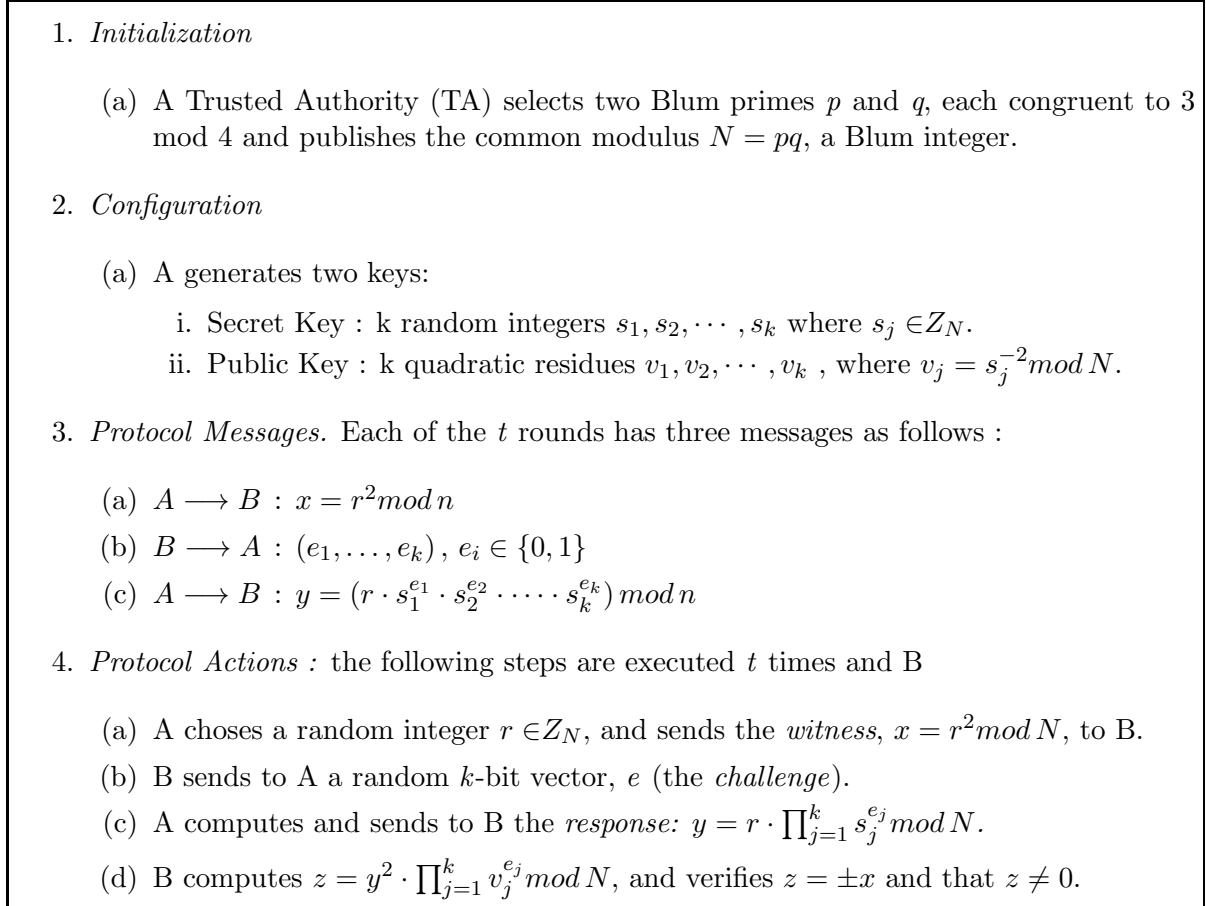 1. Initialization
(a) A Trusted Authority (TA) selects two Blum primes p and q, each congruent to 3
mod 4 and publishes the common modulus N = pq, a Blum integer.
2. Configuration
(a) A generates two keys:
i. Secret Key : k random integers s₁, s₂, ⋯ , sₖ where sⱼ ∈Z_N.
ii. Public Key : k quadratic residues v₁, v₂, ⋯ , vₖ , where vⱼ = sⱼ⁻² mod N.
3. Protocol Messages. Each of the t rounds has three messages as follows :
(a) A ⟶ B : x = r² mod n
(b) B ⟶ A : (e₁, . . . , eₖ) , eᵢ ∈ {0, 1}
(c) A ⟶ B : y = (r · s₁^{e₁} · s₂^{e₂} · ⋯ · sₖ^{eₖ}) mod n
4. Protocol Actions : the following steps are executed t times and B
(a) A choses a random integer r ∈Z_N, and sends the witness, x = r² mod N, to B.
(b) B sends to A a random k-bit vector, e (the challenge).
(c) A computes and sends to B the response: y = r · ∏_{j=1}^{k} sⱼ^{eⱼ} mod N.
(d) B computes z = y² · ∏_{j=1}^{k} vⱼ^{eⱼ} mod N, and verifies z = ±x and that z ≠ 0.